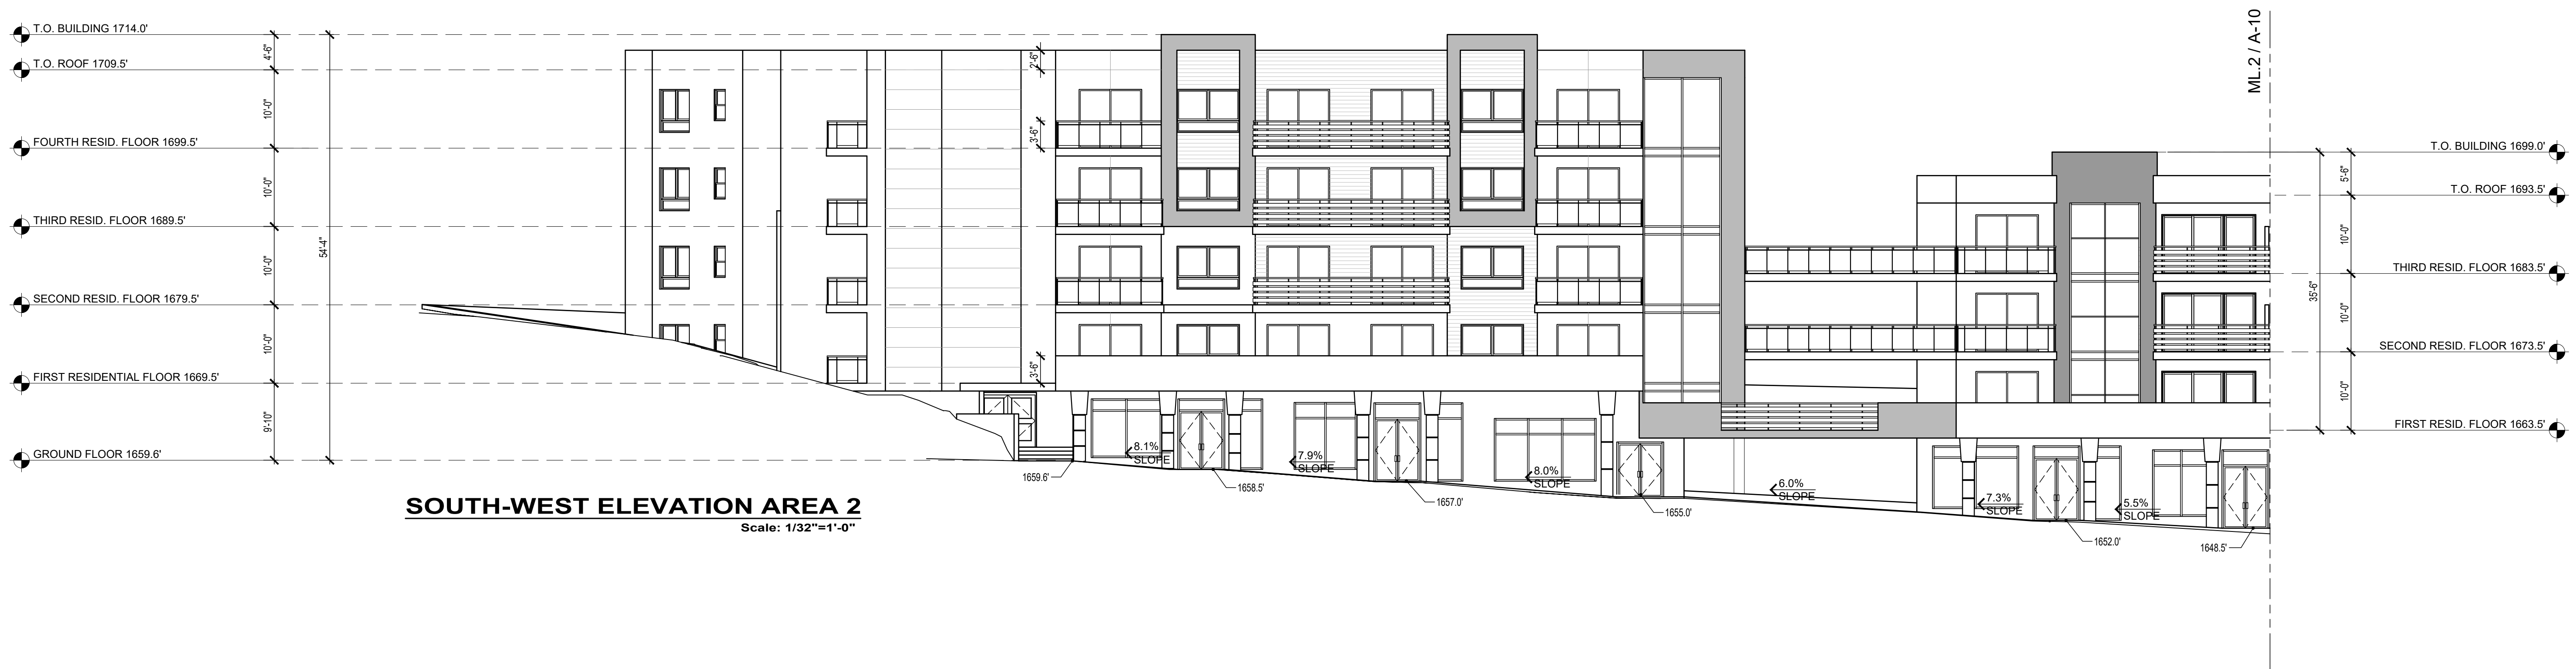 T.O. BUILDING 1714.0'
4'-6"
T.O. ROOF 1709.5'
10'-0"
FOURTH RESID. FLOOR 1699.5'
10'-0"
THIRD RESID. FLOOR 1689.5'
10'-0"
SECOND RESID. FLOOR 1679.5'
10'-0"
FIRST RESIDENTIAL FLOOR 1669.5'
9'-10"
GROUND FLOOR 1659.6'
54'-4"
2'-6"
3'-6"
3'-6"
8.1%
SLOPE
7.9%
SLOPE
8.0%
SLOPE
6.0%
SLOPE
7.3%
SLOPE
5.5%
SLOPE
1659.6'
1658.5'
1657.0'
1655.0'
1652.0'
1648.5'
SOUTH-WEST ELEVATION AREA 2
Scale: 1/32"=1'-0"
ML.2 / A-10
T.O. BUILDING 1699.0'
5'-6"
T.O. ROOF 1693.5'
10'-0"
THIRD RESID. FLOOR 1683.5'
10'-0"
SECOND RESID. FLOOR 1673.5'
10'-0"
FIRST RESID. FLOOR 1663.5'
35'-6"